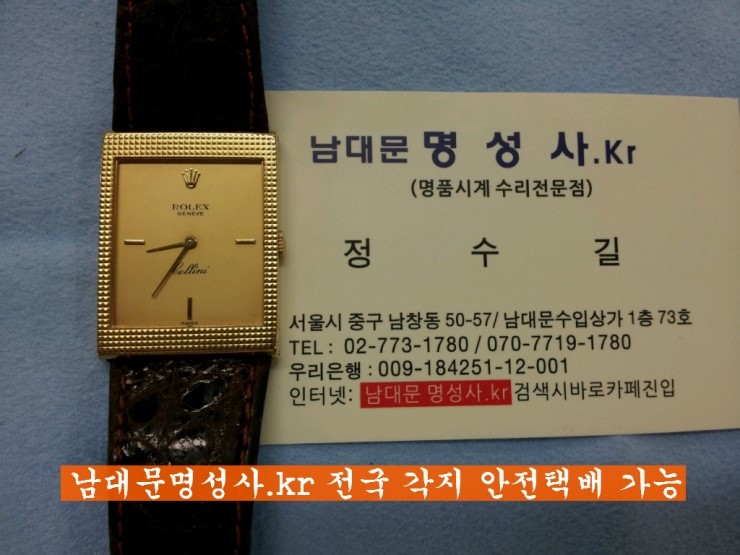 ROLEX
GENEVE
Cellini
남대문 명성사.Kr
(명품시계 수리전문점)
정 수 길
서울시 중구 남창동 50-57/ 남대문수입상가 1층 73호
TEL : 02-773-1780 / 070-7719-1780
우리은행 : 009-184251-12-001
인터넷: 남대문 명성사.kr 검색시바로카페진입
남대문명성사.kr 전국 각지 안전택배 가능